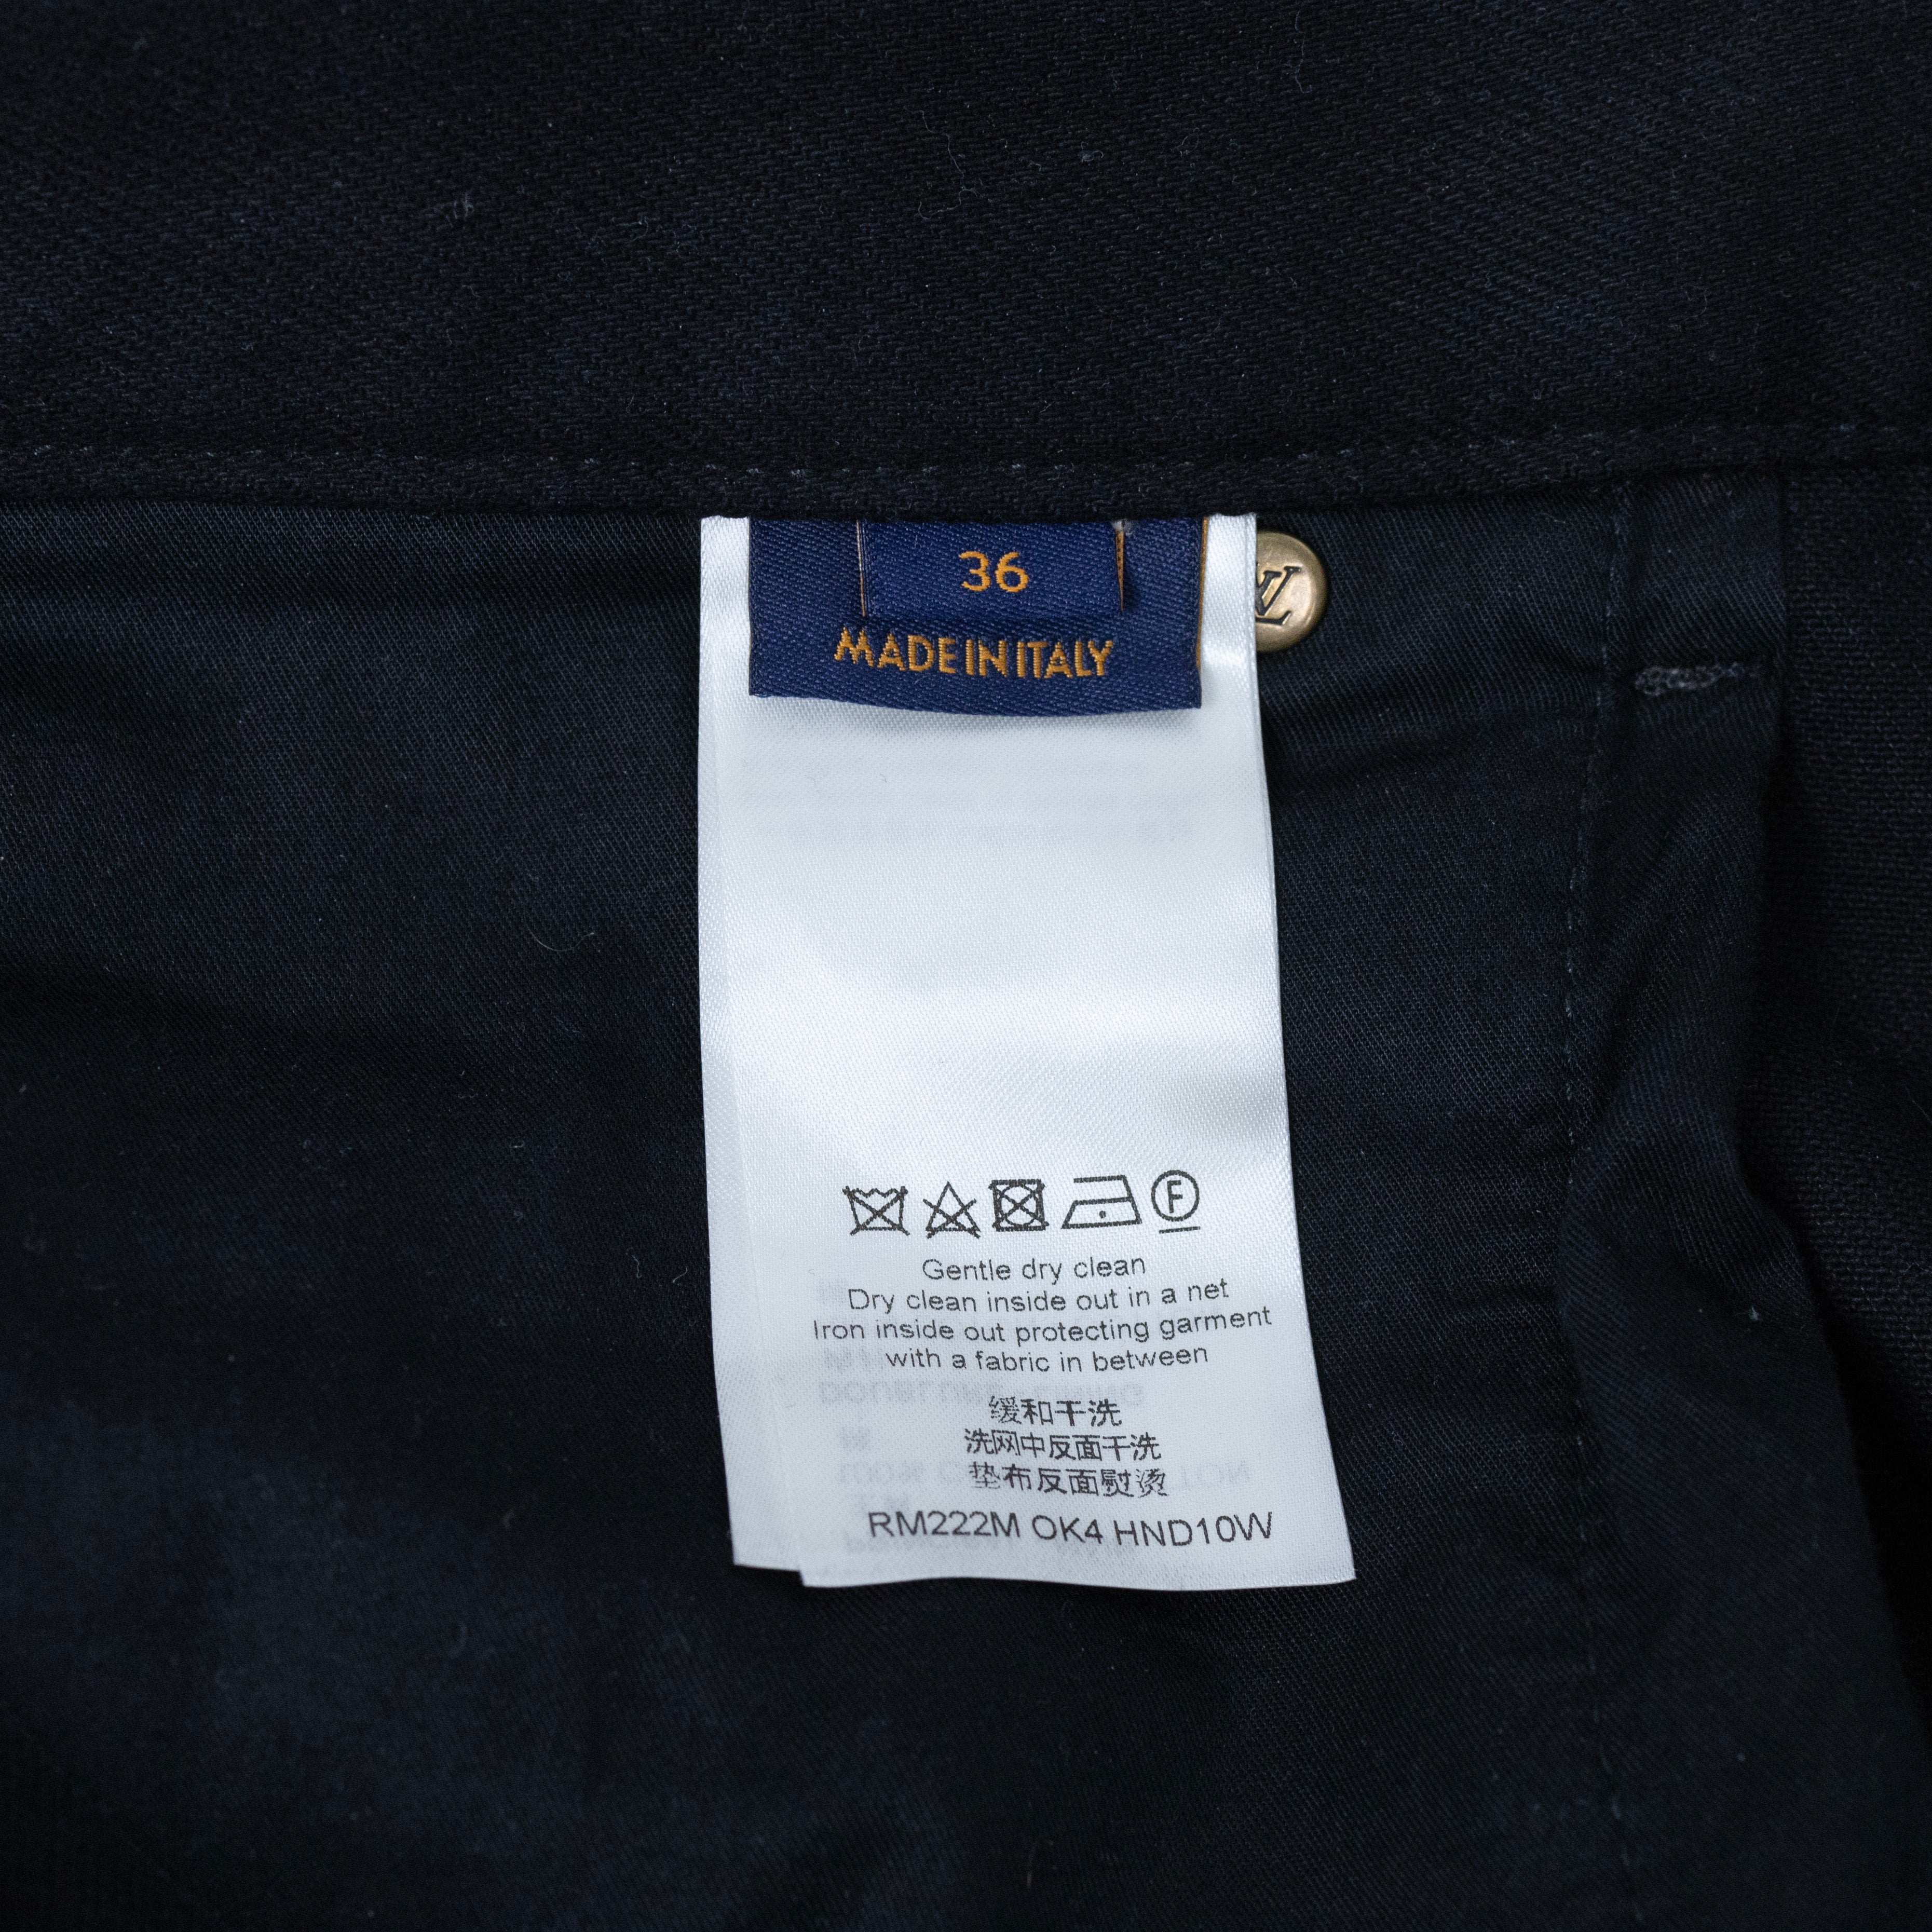 36
MADE IN ITALY
LV
F
Gentle dry clean
Dry clean inside out in a net
Iron inside out protecting garment
with a fabric in between
缓和干洗
洗网中反面干洗
垫布反面熨烫
RM222M OK4 HND10W